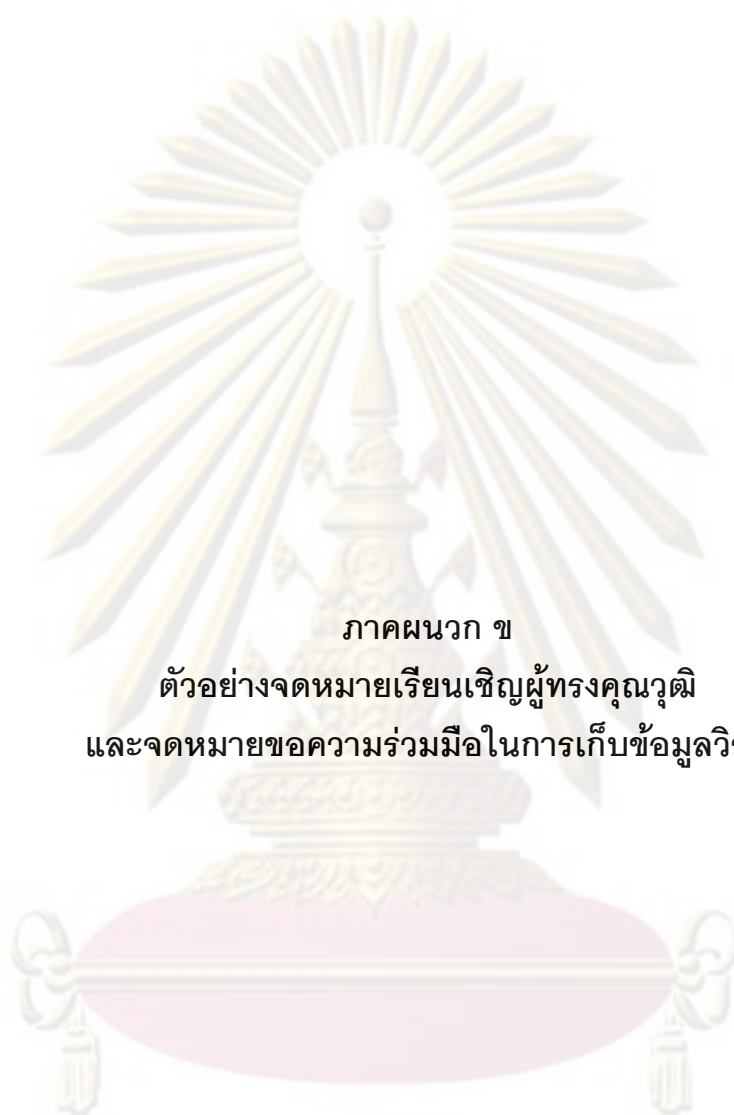 ภาคผนวก ข
ตัวอย่างจดหมายเรียนเชิญผู้ทรงคุณวุฒิ
และจดหมายขอความร่วมมือในการเก็บข้อมูล